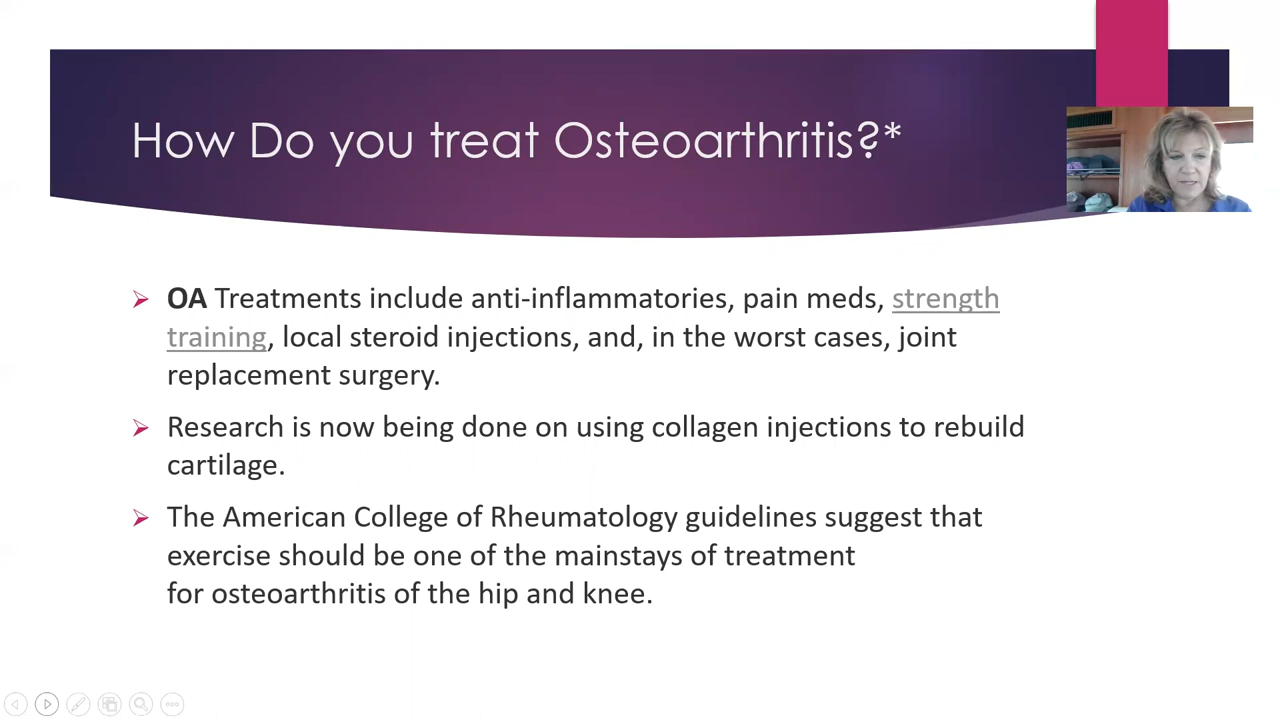 How Do you treat Osteoarthritis?*
OA Treatments include anti-inflammatories, pain meds, strength
training, local steroid injections, and, in the worst cases, joint
replacement surgery.
Research is now being done on using collagen injections to rebuild
cartilage.
The American College of Rheumatology guidelines suggest that
exercise should be one of the mainstays of treatment
for osteoarthritis of the hip and knee.